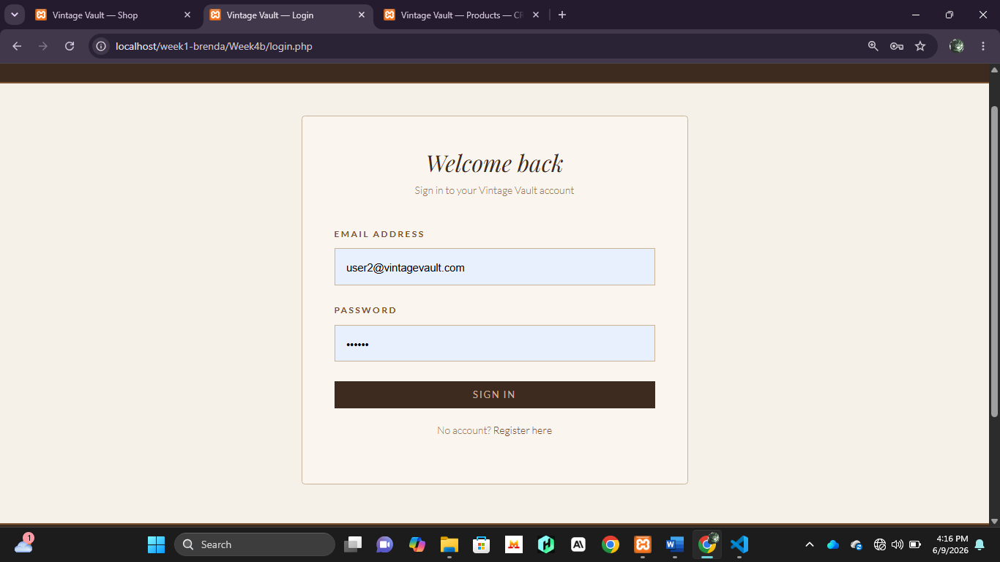 Vintage Vault — Shop
Vintage Vault — Login
Vintage Vault — Products — CR
localhost/week1-brenda/Week4b/login.php
Welcome back
Sign in to your Vintage Vault account
EMAIL ADDRESS
user2@vintagevault.com
PASSWORD
••••••
SIGN IN
No account? Register here
1
Search
4:16 PM
6/9/2026